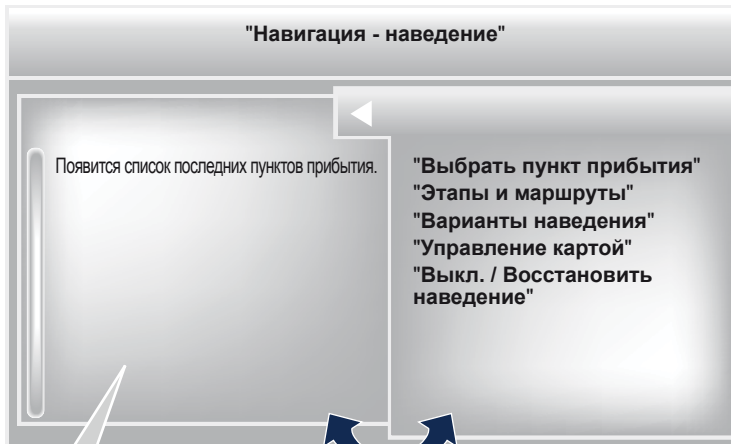 "Навигация - наведение"
Появится список последних пунктов прибытия.
"Выбрать пункт прибытия"
"Этапы и маршруты"
"Варианты наведения"
"Управление картой"
"Выкл. / Восстановить
наведение"